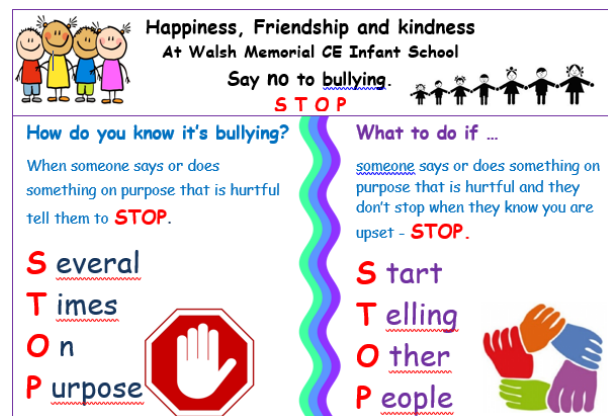 Happiness, Friendship and kindness
At Walsh Memorial CE Infant School
Say no to bullying.
S T O P
How do you know it's bullying?
When someone says or does
something on purpose that is hurtful
tell them to STOP.
S everal
T imes
O n
P urpose
What to do if …
someone says or does something on
purpose that is hurtful and they
don't stop when they know you are
upset - STOP.
S tart
T elling
O ther
P eople